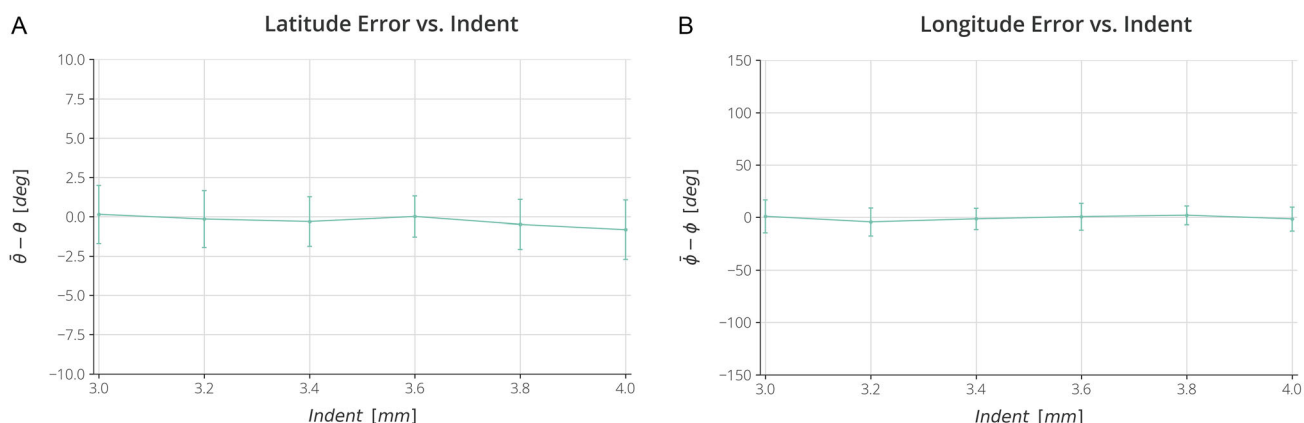 A
Latitude Error vs. Indent
10.0
7.5
5.0
2.5
0.0
−2.5
−5.0
−7.5
−10.0
θ̄ − θ [deg]
3.0 3.2 3.4 3.6 3.8 4.0
Indent [mm]
B
Longitude Error vs. Indent
150
100
50
0
−50
−100
−150
ϕ̄ − ϕ [deg]
3.0 3.2 3.4 3.6 3.8 4.0
Indent [mm]